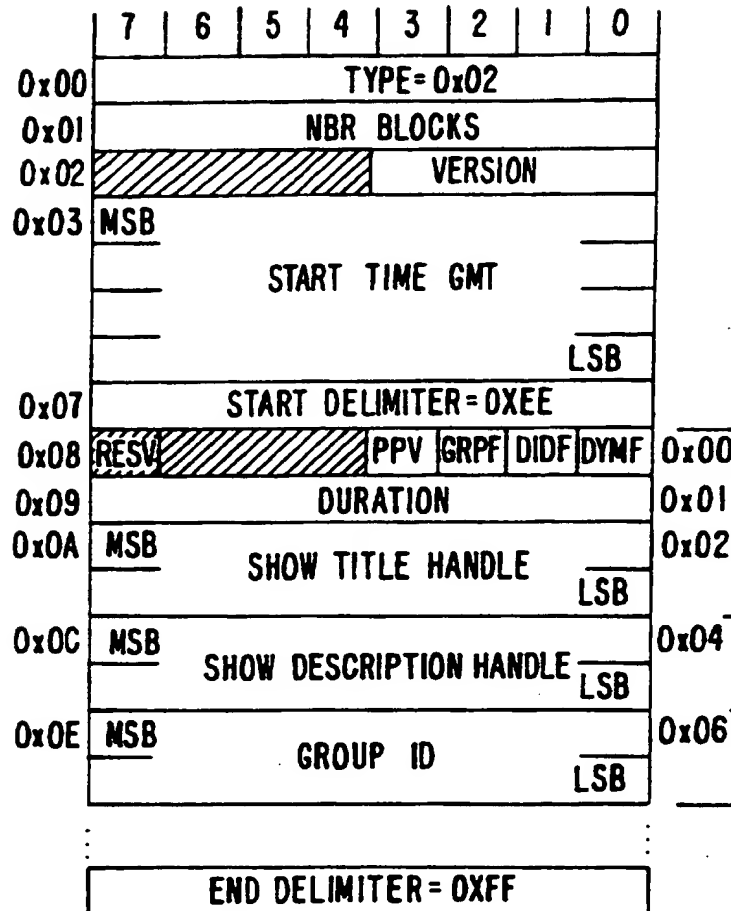 7 6 5 4 3 2 1 0
0x00 TYPE=0x02
0x01 NBR BLOCKS
0x02 VERSION
0x03 MSB
START TIME GMT
LSB
0x07 START DELIMITER=0XEE
0x08 RESV PPV GRPF DIDF DYMF 0x00
0x09 DURATION 0x01
0x0A MSB 0x02
SHOW TITLE HANDLE
LSB
0x0C MSB 0x04
SHOW DESCRIPTION HANDLE
LSB
0x0E MSB 0x06
GROUP ID
LSB
END DELIMITER=0XFF